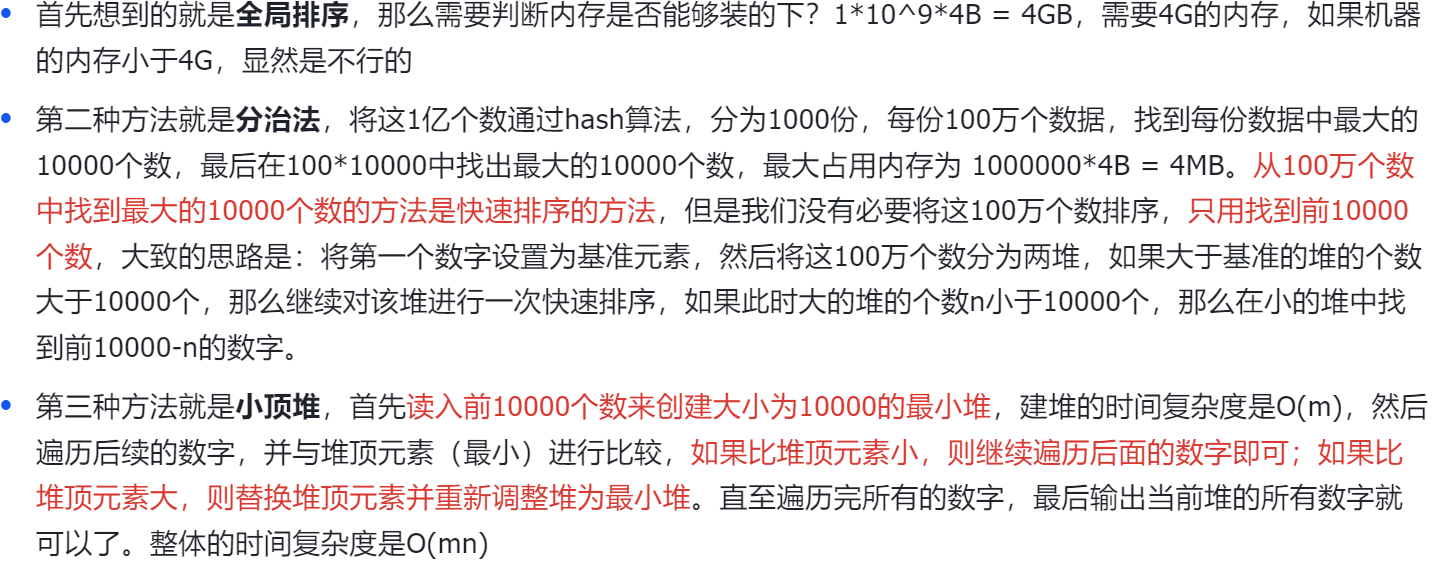 首先想到的就是全局排序，那么需要判断内存是否能够装的下？1*10^9*4B = 4GB，需要4G的内存，如果机器
的内存小于4G，显然是不行的
第二种方法就是分治法，将这1亿个数通过hash算法，分为1000份，每份100万个数据，找到每份数据中最大的
10000个数，最后在100*10000中找出最大的10000个数，最大占用内存为 1000000*4B = 4MB。从100万个数
中找到最大的10000个数的方法是快速排序的方法，但是我们没有必要将这100万个数排序，只用找到前10000
个数，大致的思路是：将第一个数字设置为基准元素，然后将这100万个数分为两堆，如果大于基准的堆的个数
大于10000个，那么继续对该堆进行一次快速排序，如果此时大的堆的个数n小于10000个，那么在小的堆中找
到前10000-n的数字。
第三种方法就是小顶堆，首先读入前10000个数来创建大小为10000的最小堆，建堆的时间复杂度是O(m)，然后
遍历后续的数字，并与堆顶元素（最小）进行比较，如果比堆顶元素小，则继续遍历后面的数字即可；如果比
堆顶元素大，则替换堆顶元素并重新调整堆为最小堆。直至遍历完所有的数字，最后输出当前堆的所有数字就
可以了。整体的时间复杂度是O(mn)